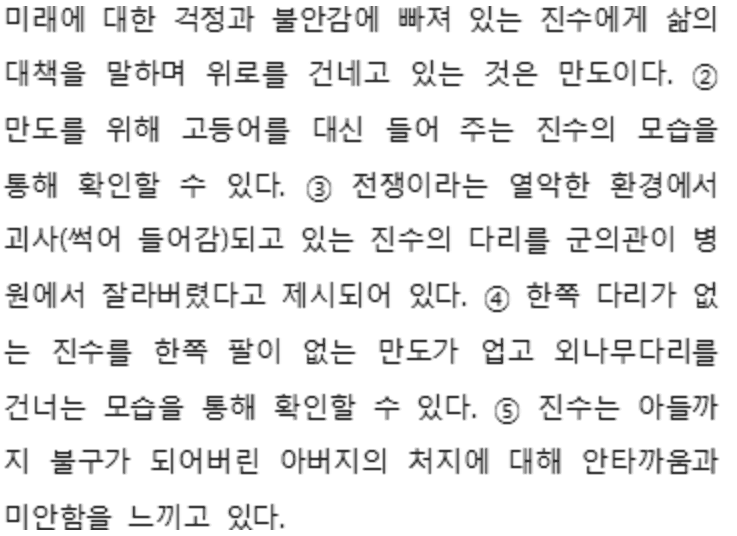 미래에 대한 걱정과 불안감에 빠져 있는 진수에게 삶의
대책을 말하며 위로를 건네고 있는 것은 만도이다. ②
만도를 위해 고등어를 대신 들어 주는 진수의 모습을
통해 확인할 수 있다. ③ 전쟁이라는 열악한 환경에서
괴사(썩어 들어감)되고 있는 진수의 다리를 군의관이 병
원에서 잘라버렸다고 제시되어 있다. ④ 한쪽 다리가 없
는 진수를 한쪽 팔이 없는 만도가 업고 외나무다리를
건너는 모습을 통해 확인할 수 있다. ⑤ 진수는 아들까
지 불구가 되어버린 아버지의 처지에 대해 안타까움과
미안함을 느끼고 있다.